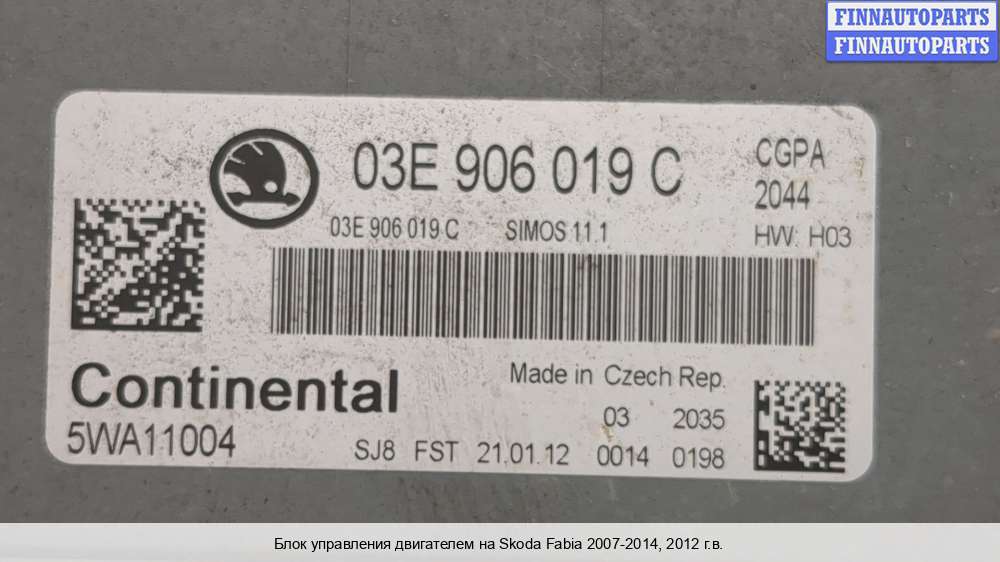 FINNAUTOPARTS
FINNAUTOPARTS
03E 906 019 C
CGPA
2044
03E 906 019 C SIMOS 11.1
HW: H03
Continental
Made in Czech Rep.
03 2035
5WA11004
SJ8 FST 21.01.12 0014 0198
Блок управления двигателем на Skoda Fabia 2007-2014, 2012 г.в.